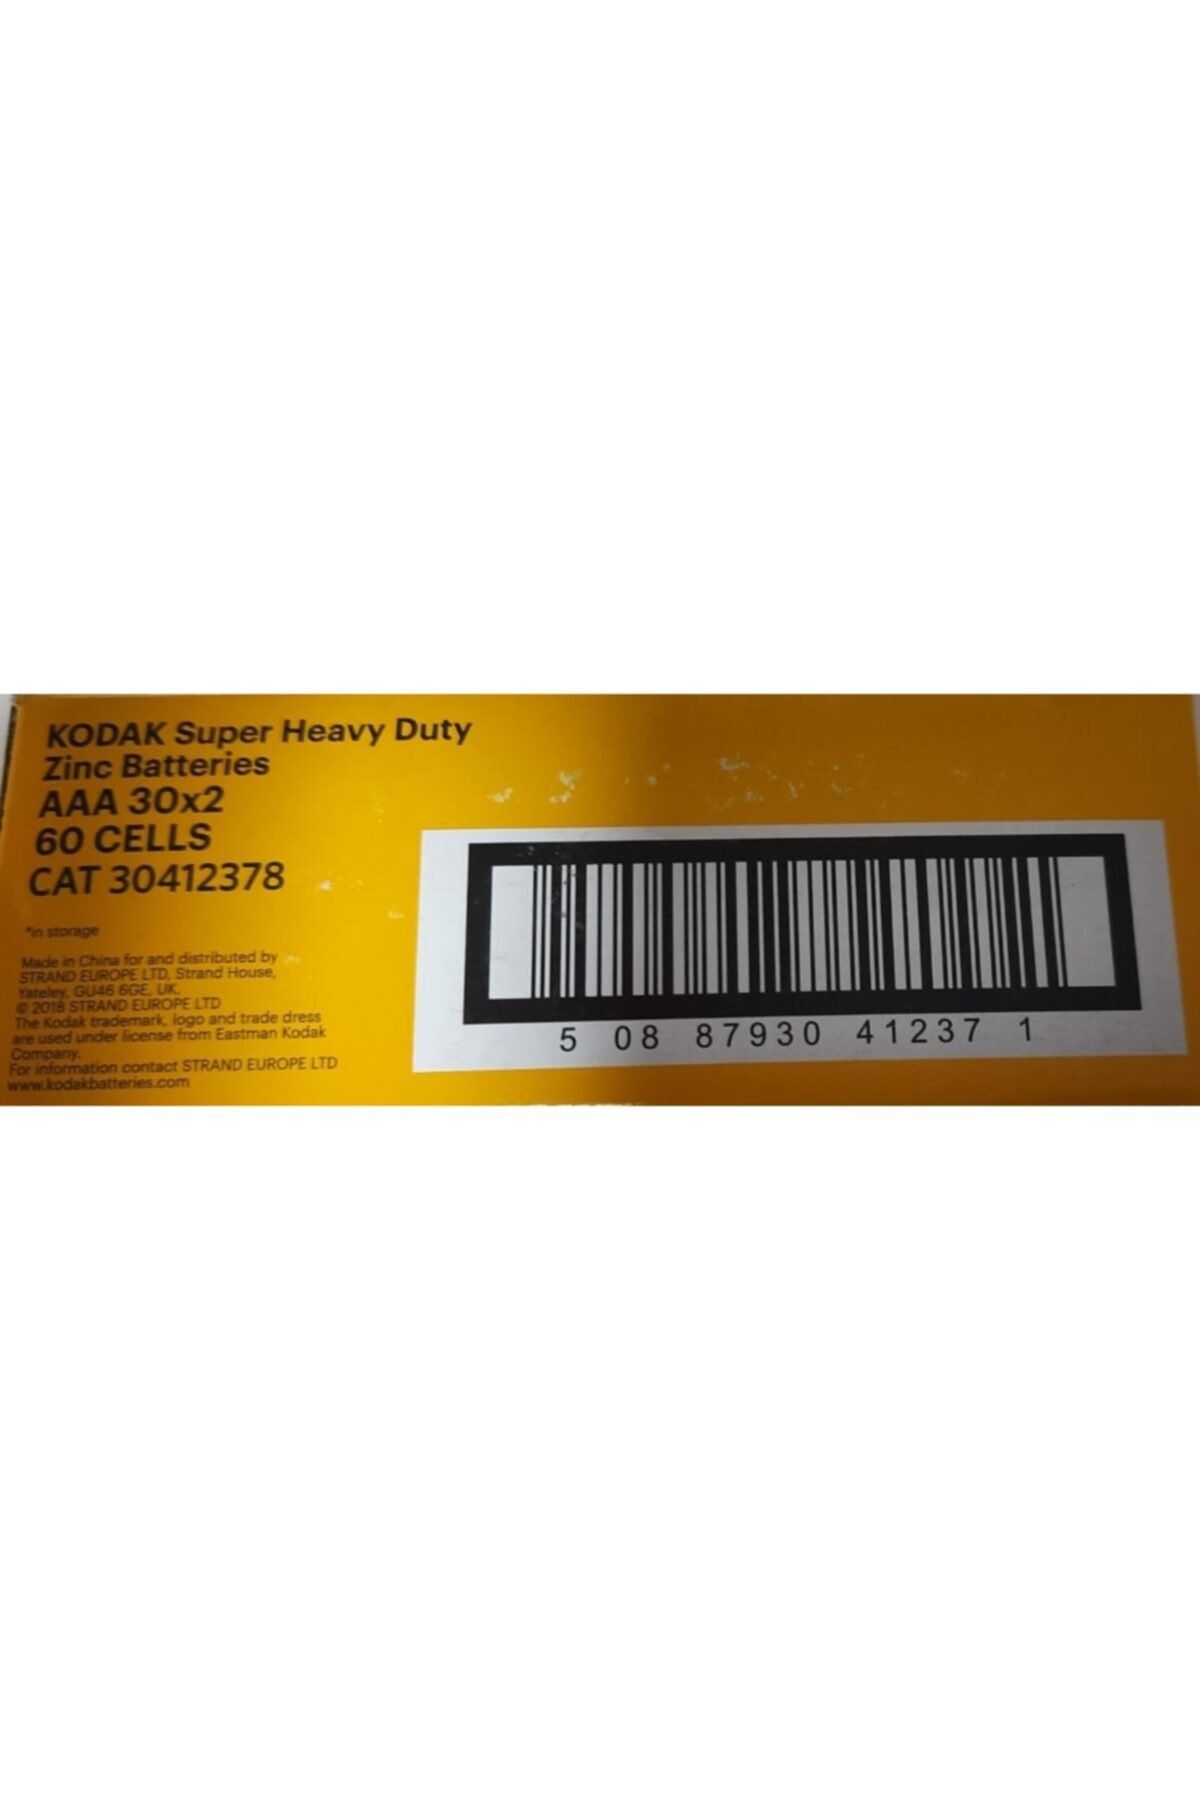 KODAK Super Heavy Duty
Zinc Batteries
AAA 30x2
60 CELLS
CAT 30412378
*in storage
Made in China for and distributed by
STRAND EUROPE LTD, Strand House,
Yateley, GU46 6GE, UK.
© 2018 STRAND EUROPE LTD
The Kodak trademark, logo and trade dress
are used under license from Eastman Kodak
Company.
For information contact STRAND EUROPE LTD
www.kodakbatteries.com
5 08 87930 41237 1